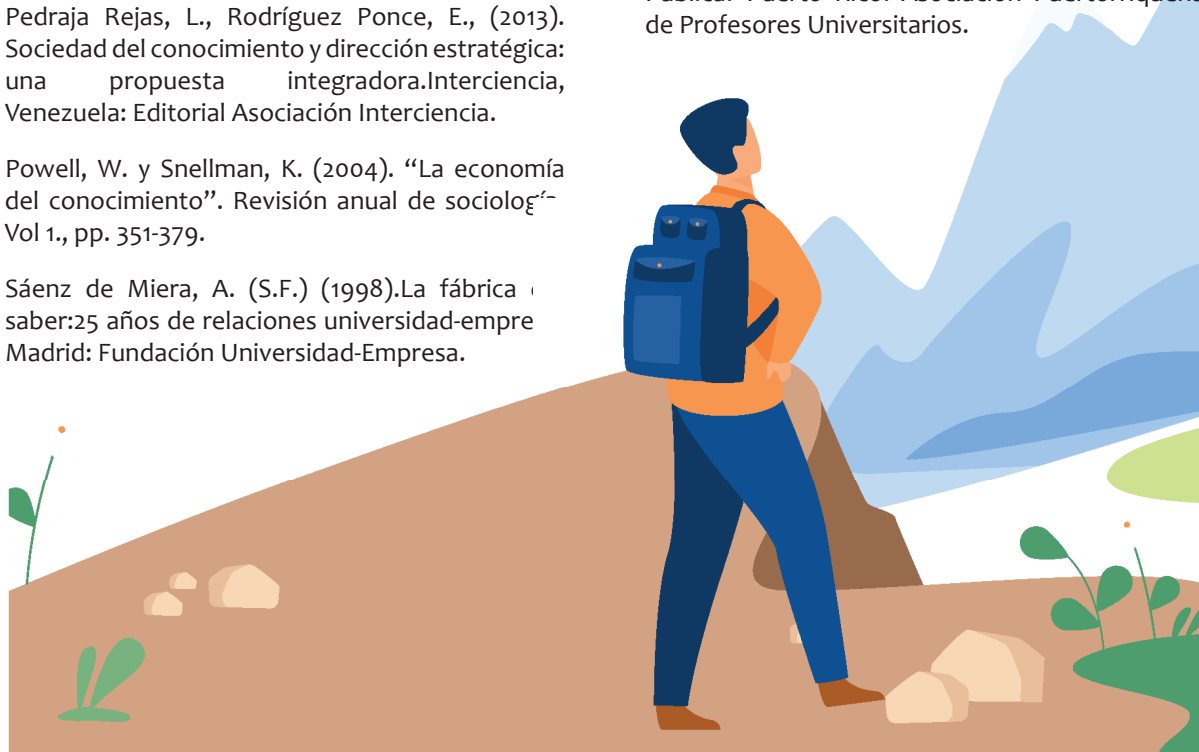 Pedraja Rejas, L., Rodríguez Ponce, E., (2013).
Sociedad del conocimiento y dirección estratégica:
una propuesta integradora.Interciencia,
Venezuela: Editorial Asociación Interciencia.
Powell, W. y Snellman, K. (2004). “La economía
del conocimiento”. Revisión anual de
Vol 1., pp. 351-379.
Sáenz de Miera, A. (S.F.) (1998).La fábrica
saber:25 años de relaciones
Madrid: Fundación Universidad-Empresa.
de Profesores Universitarios.